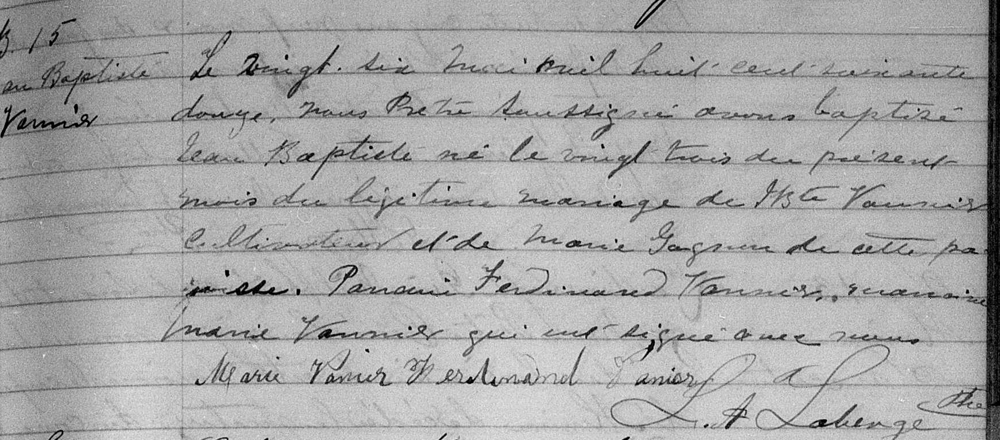 B 15
an Baptiste
Vannier
Le vingt-six Mai mil huit cent soixante
douze, nous Prêtre soussigné avons baptisé
Jean Baptiste né le vingt trois du présent
mois du légitime mariage de JBte Vannier
Cultivateur et de Marie Gagnon de cette pa-
roisse. Parrain Ferdinand Vannier, marraine
Marie Vannier qui ont signé avec nous
Marie Vanier Ferdinand Vanier
L. A Laberge Ptre